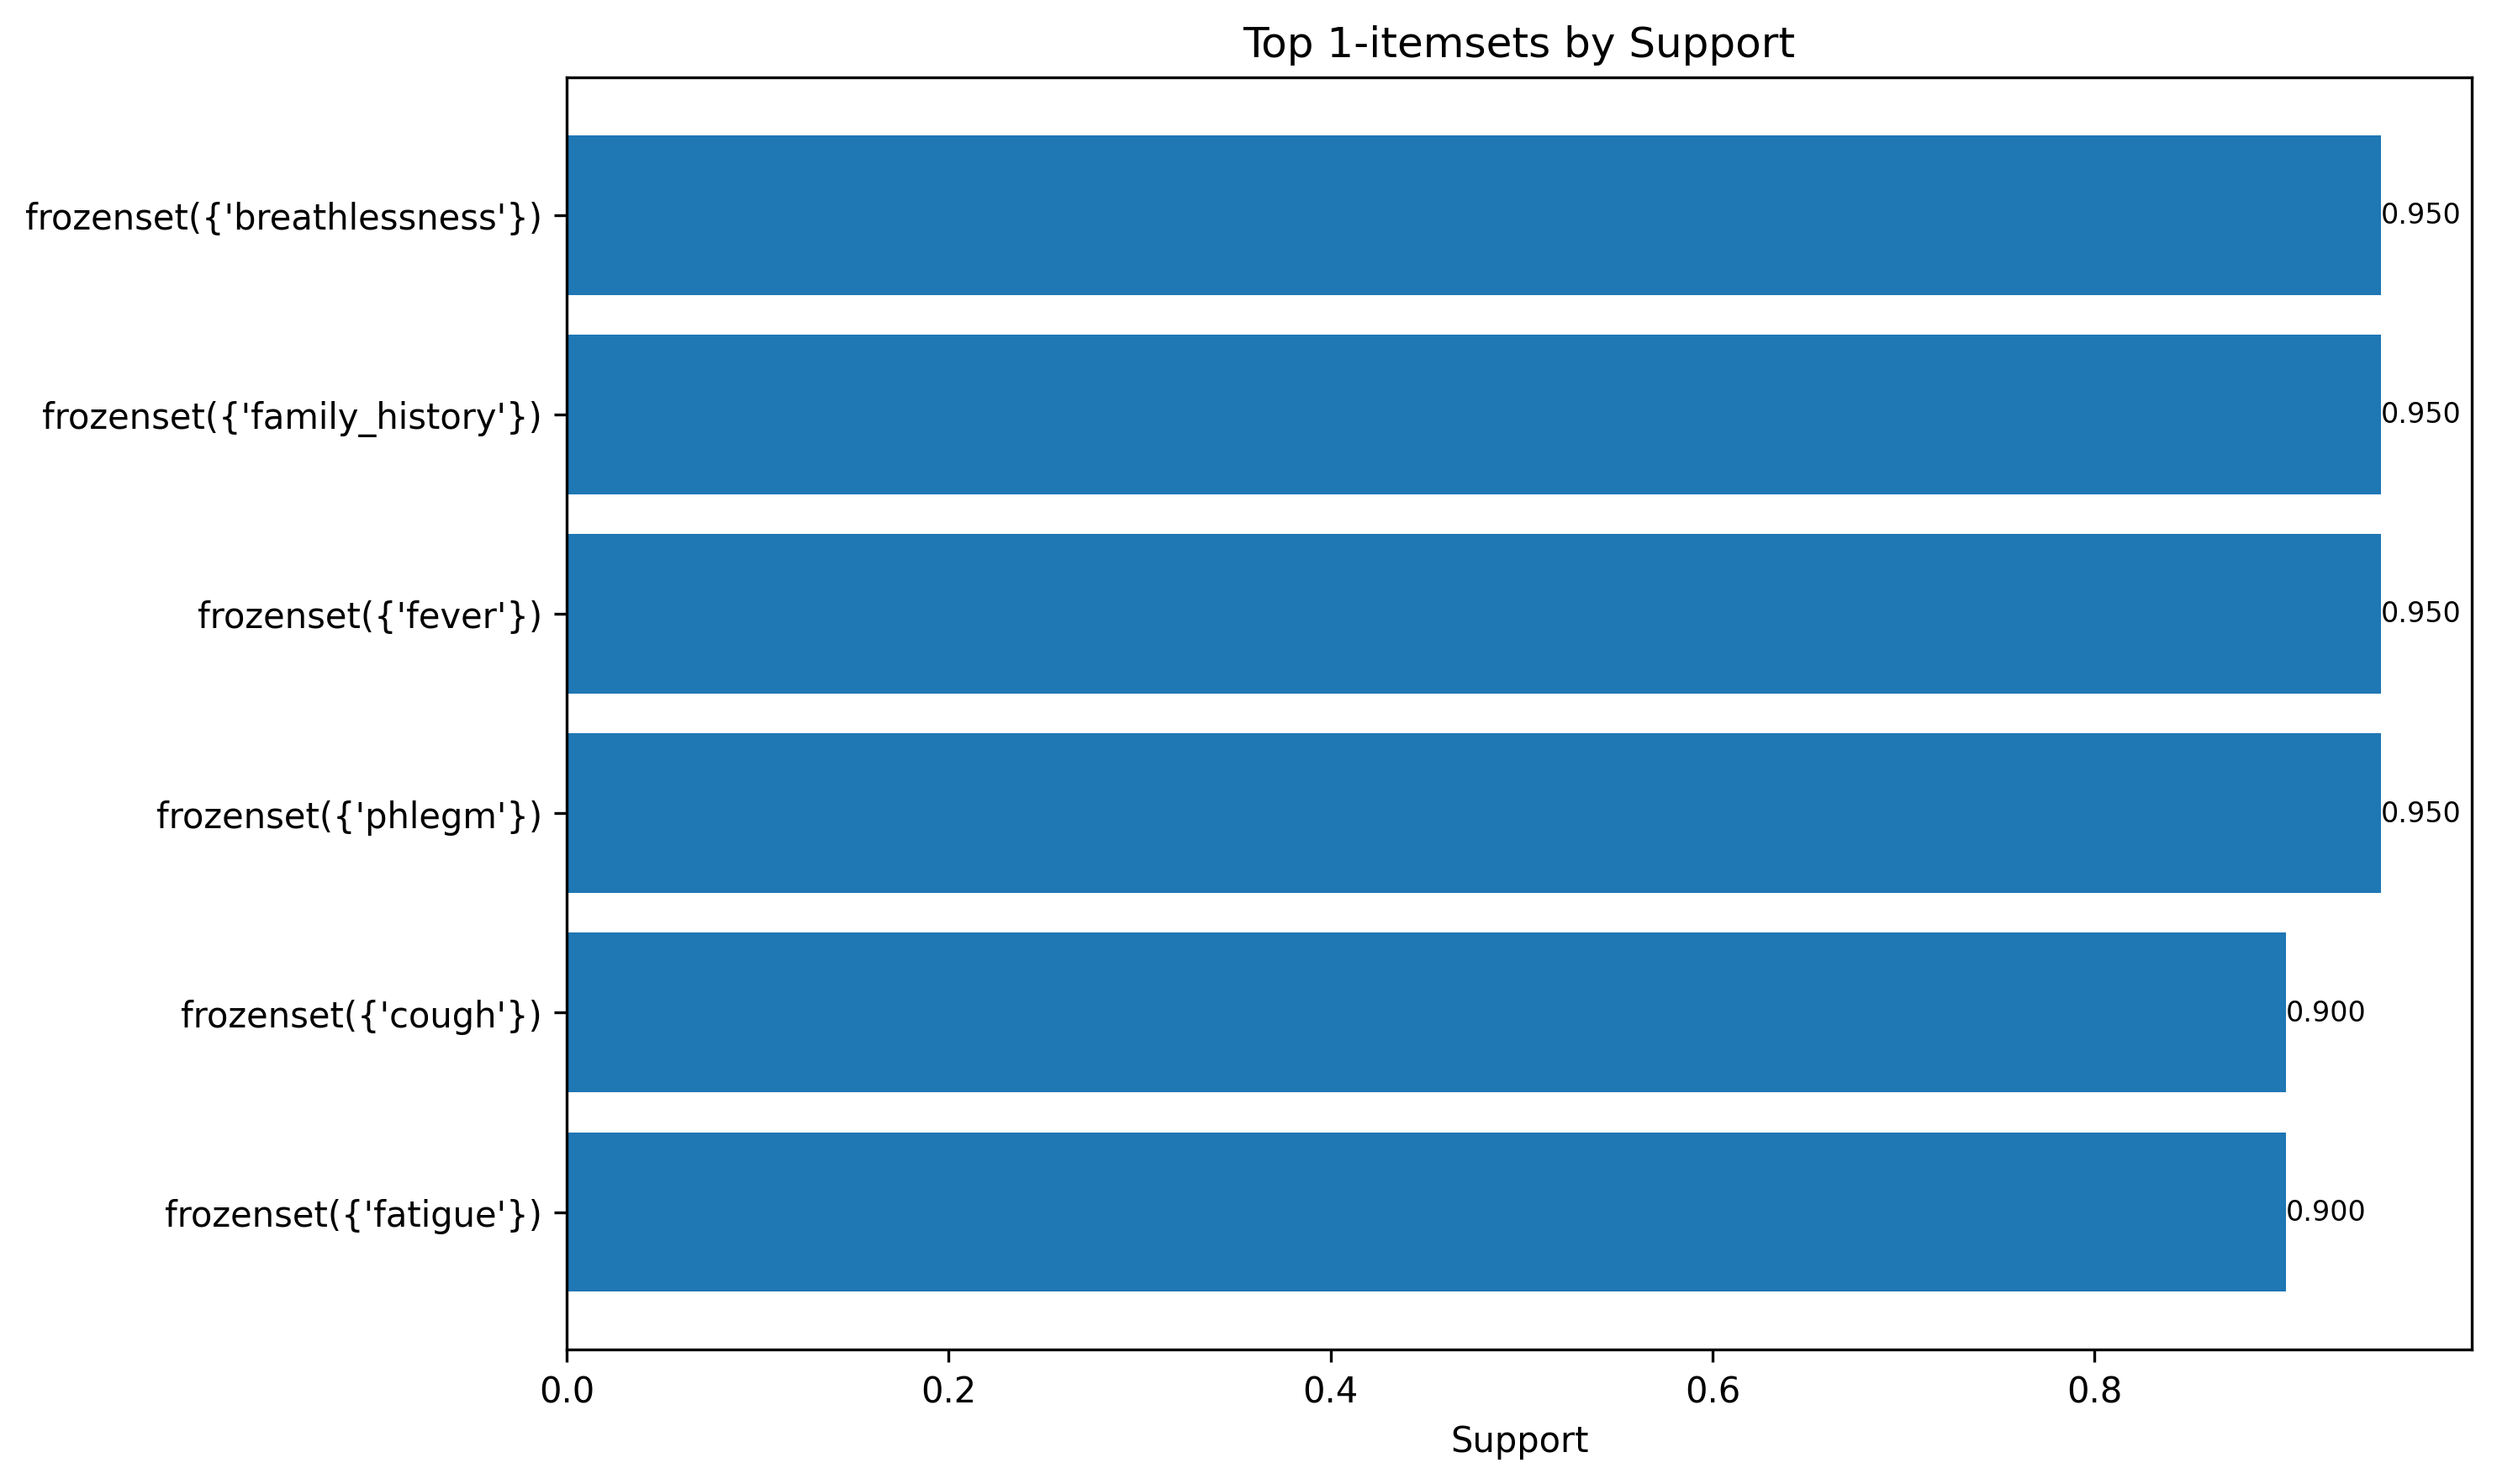 Top 1-itemsets by Support
frozenset({'breathlessness'})
0.950
frozenset({'family_history'})
0.950
frozenset({'fever'})
0.950
frozenset({'phlegm'})
0.950
frozenset({'cough'})
0.900
frozenset({'fatigue'})
0.900
0.0 0.2 0.4 0.6 0.8
Support